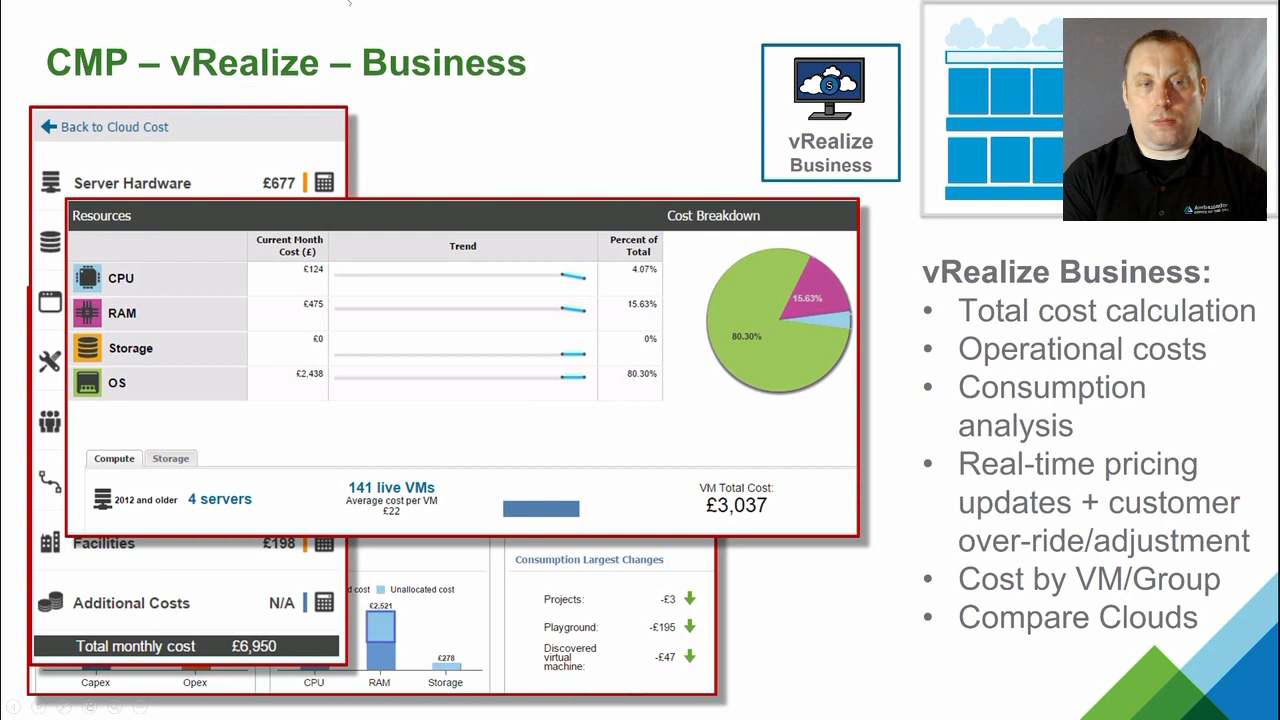 CMP – vRealize – Business
vRealize
Business
Back to Cloud Cost
Server Hardware £677
Resources Cost Breakdown
Current Month
Cost (£) Trend Percent of
Total
CPU £124 4.07%
RAM £475 15.63%
Storage £0 0%
OS £2,438 80.30%
15.63%
80.30%
Compute Storage
2012 and older 4 servers
141 live VMs
Average cost per VM
£22
VM Total Cost:
£3,037
Facilities £198
Additional Costs N/A
Total monthly cost £6,950
Capex Opex
cost Unallocated cost
£2,521
£278
CPU RAM Storage
Consumption Largest Changes
Projects: -£3
Playground: -£195
Discovered
virtual
machine: -£47
vRealize Business:
• Total cost calculation
• Operational costs
• Consumption
analysis
• Real-time pricing
updates + customer
over-ride/adjustment
• Cost by VM/Group
• Compare Clouds
Ambassador